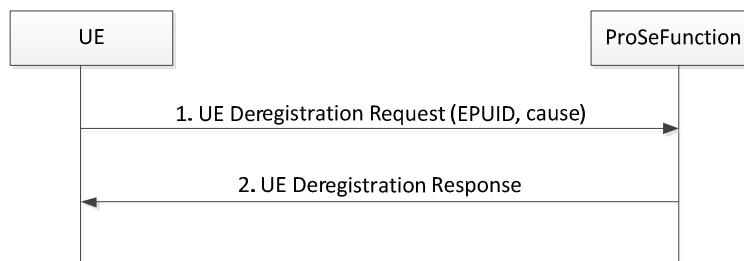 UE
ProSeFunction
1. UE Deregistration Request (EPUID, cause)
2. UE Deregistration Response